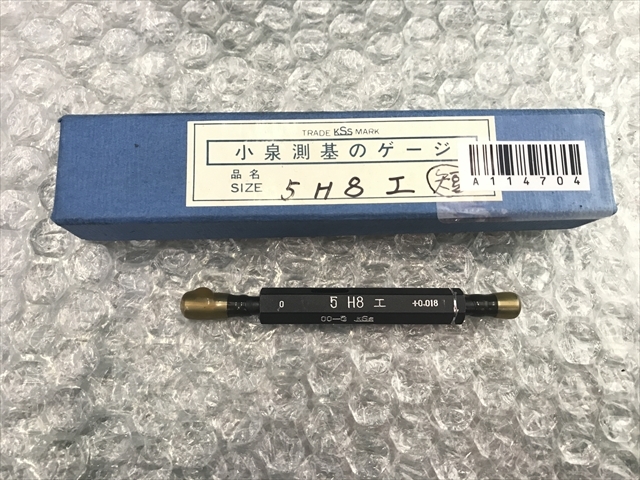 TRADE KSS MARK
小泉測基のゲージ
品名
SIZE 5 H 8 工 短
A114704
0 5 H8 工 +0.018
KSS